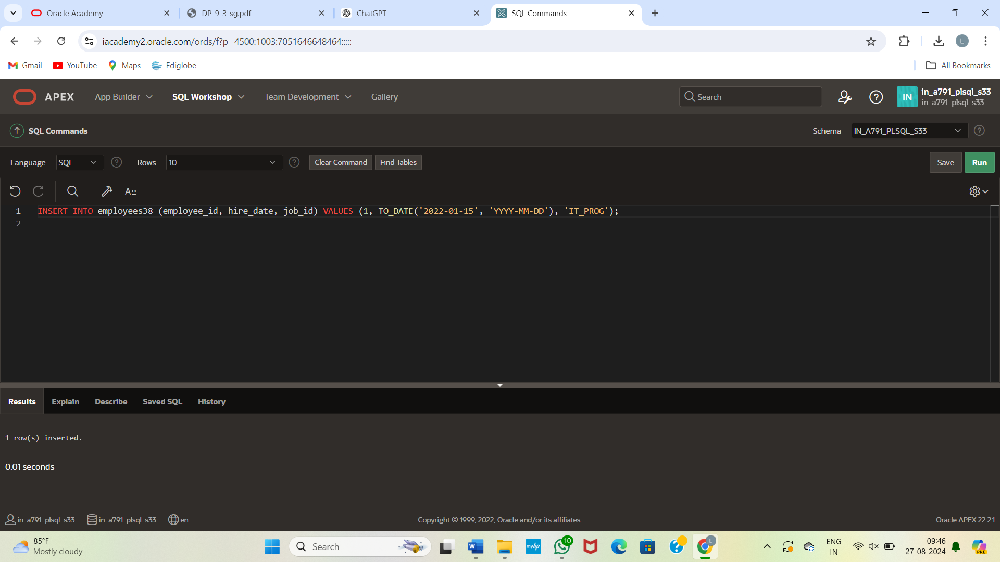 Oracle Academy
DP_9_3_sg.pdf
ChatGPT
SQL Commands
iacademy2.oracle.com/ords/f?p=4500:1003:7051646648464:::::
L
Gmail
YouTube
Maps
Ediglobe
All Bookmarks
APEX
App Builder
SQL Workshop
Team Development
Gallery
Search
IN
in_a791_plsql_s33
in_a791_plsql_s33
SQL Commands
Schema
IN_A791_PLSQL_S33
Language
SQL
Rows
10
Clear Command
Find Tables
Save
Run
1 INSERT INTO employees38 (employee_id, hire_date, job_id) VALUES (1, TO_DATE('2022-01-15', 'YYYY-MM-DD'), 'IT_PROG');
2
Results
Explain
Describe
Saved SQL
History
1 row(s) inserted.
0.01 seconds
in_a791_plsql_s33
in_a791_plsql_s33
en
Copyright © 1999, 2022, Oracle and/or its affiliates.
Oracle APEX 22.2.1
85°F
Mostly cloudy
Search
W
myhp
10
L
ENG
IN
09:46
27-08-2024
PRE